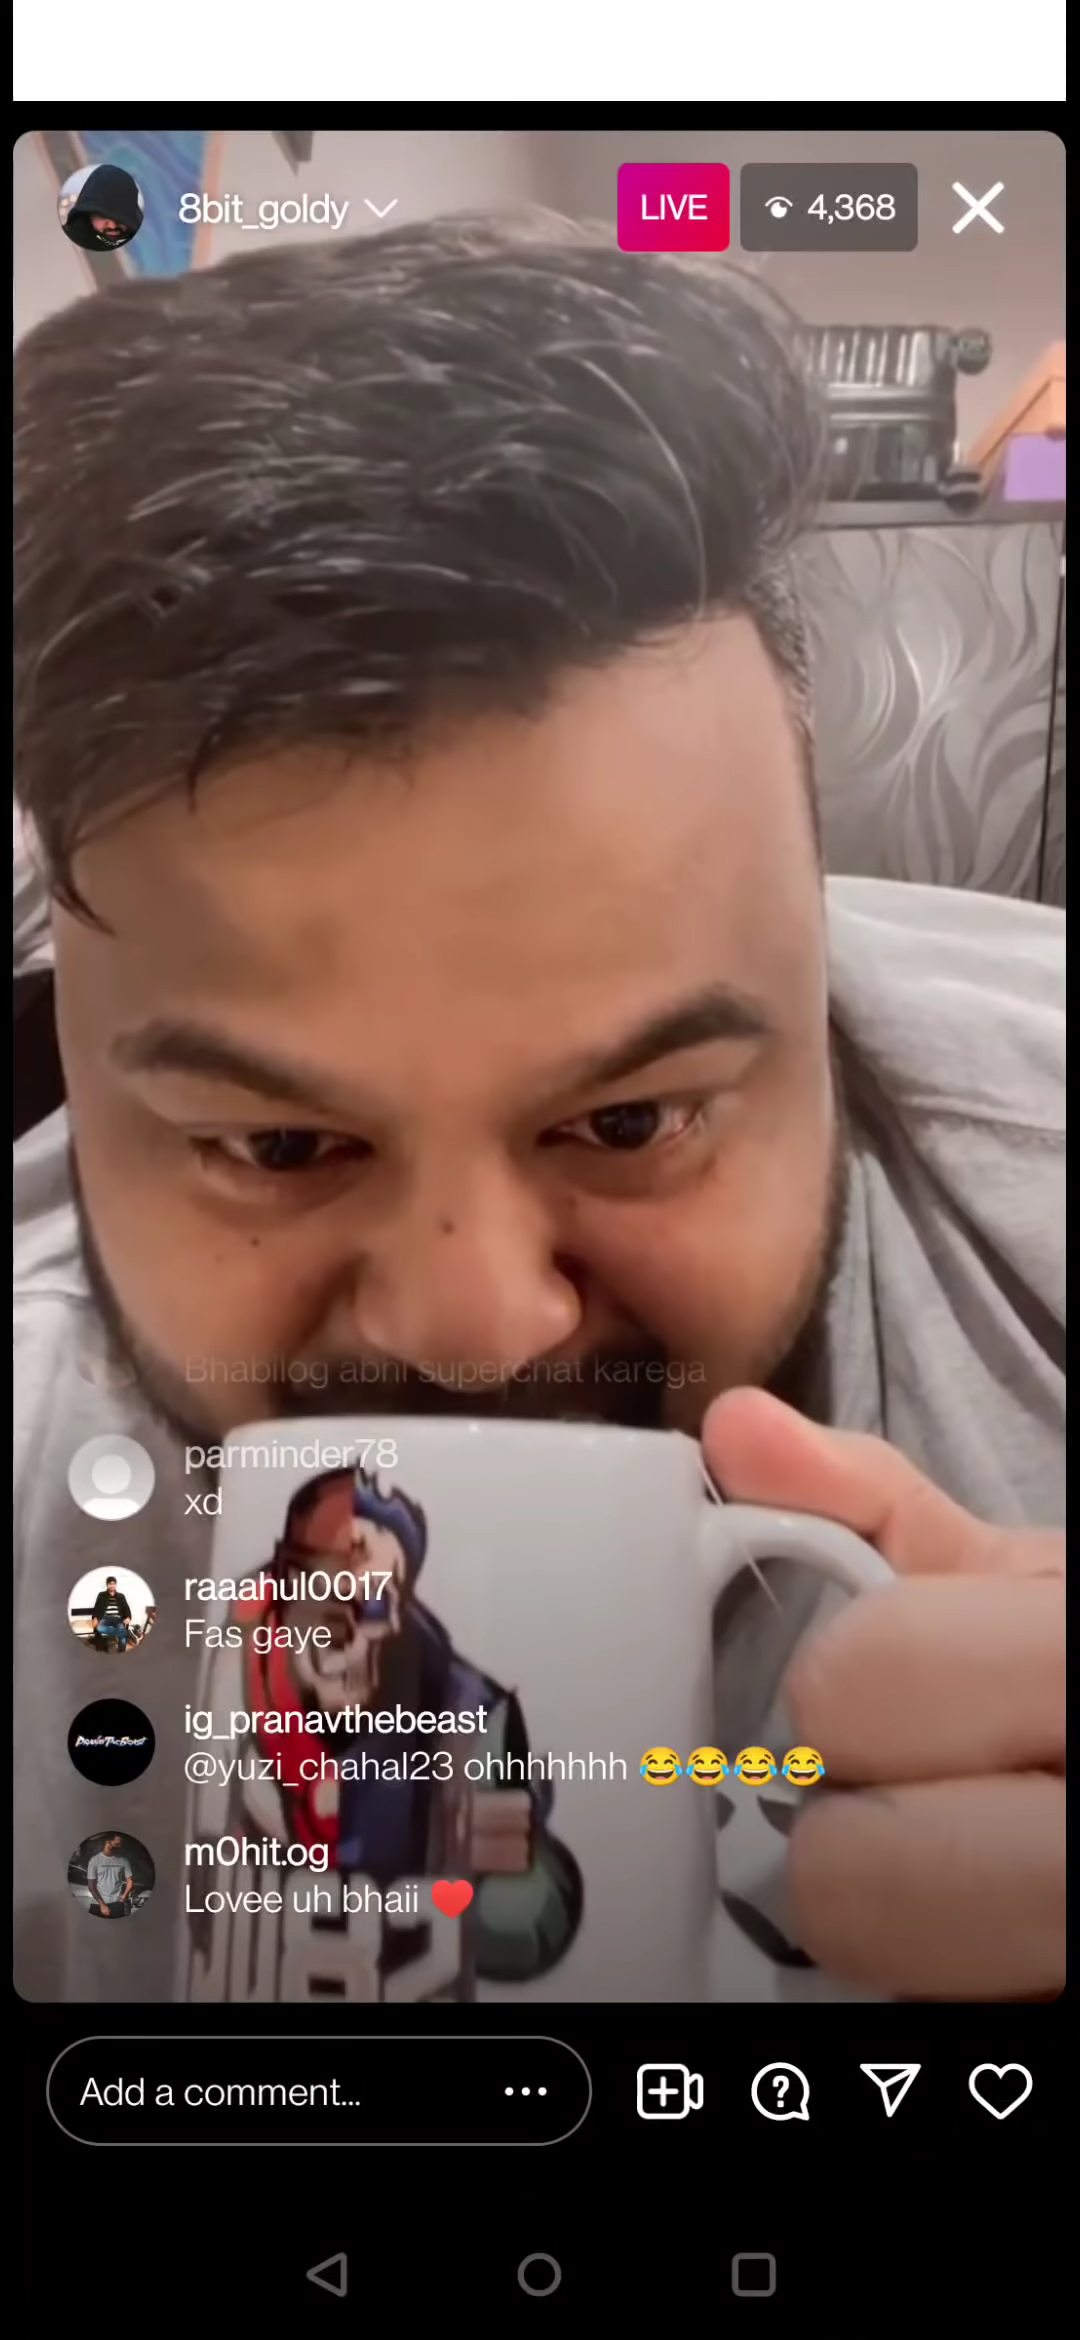 8bit_goldy
LIVE
4,368
Bhabilog abhi superchat karega
parminder78
xd
raaahul0017
Fas gaye
ig_pranavthebeast
@yuzi_chahal23 ohhhhhhh 😂😂😂😂
m0hit.og
Lovee uh bhaii ❤️
Add a comment...